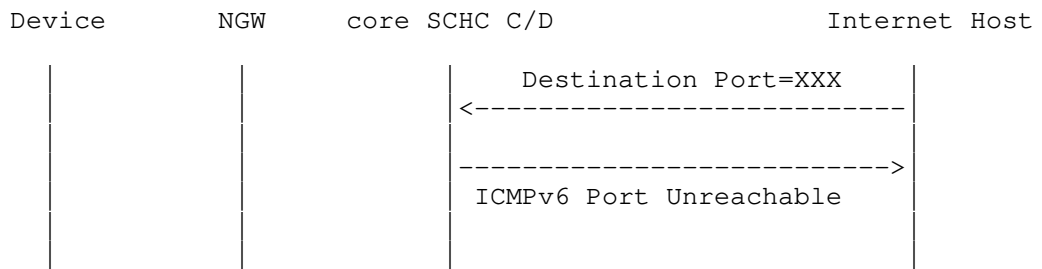 Device NGW core SCHC C/D Internet Host
Destination Port=XXX
ICMPv6 Port Unreachable